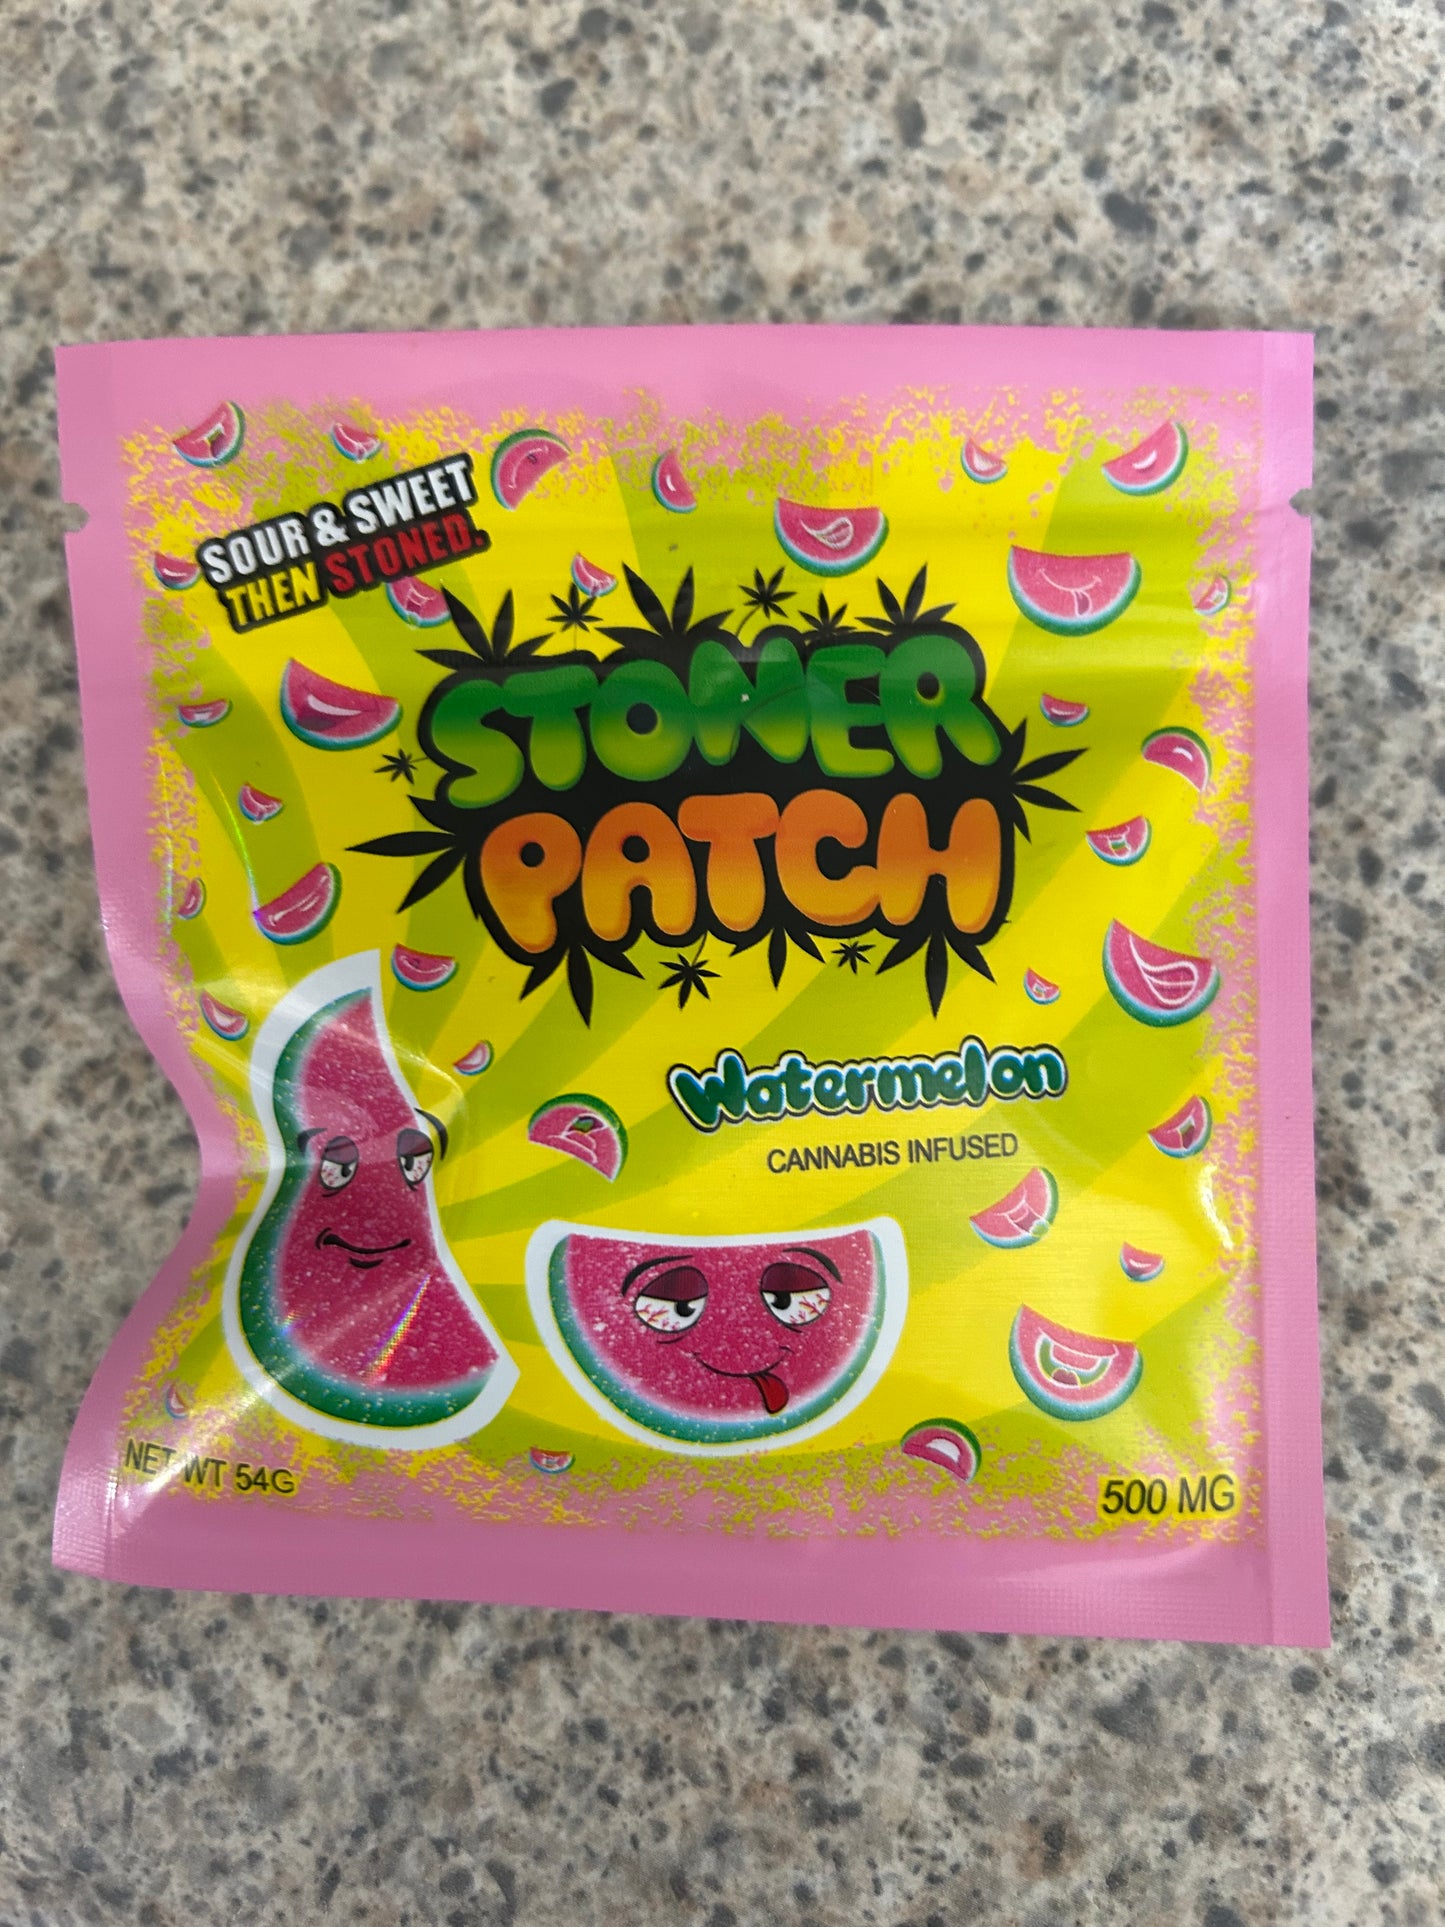 SOUR & SWEET
THEN STONED.
STONER
PATCH
Watermelon
CANNABIS INFUSED
NET WT 54G
500 MG